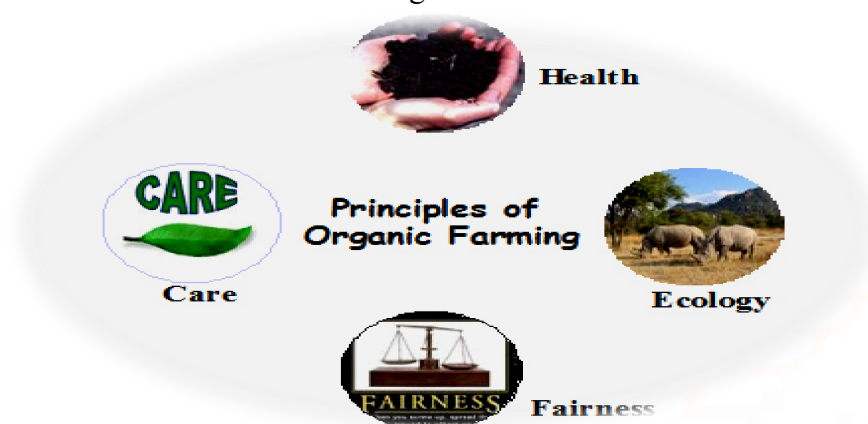 Health
CARE
Principles of
Organic Farming
Care
Ecology
FAIRNESS
Fairness